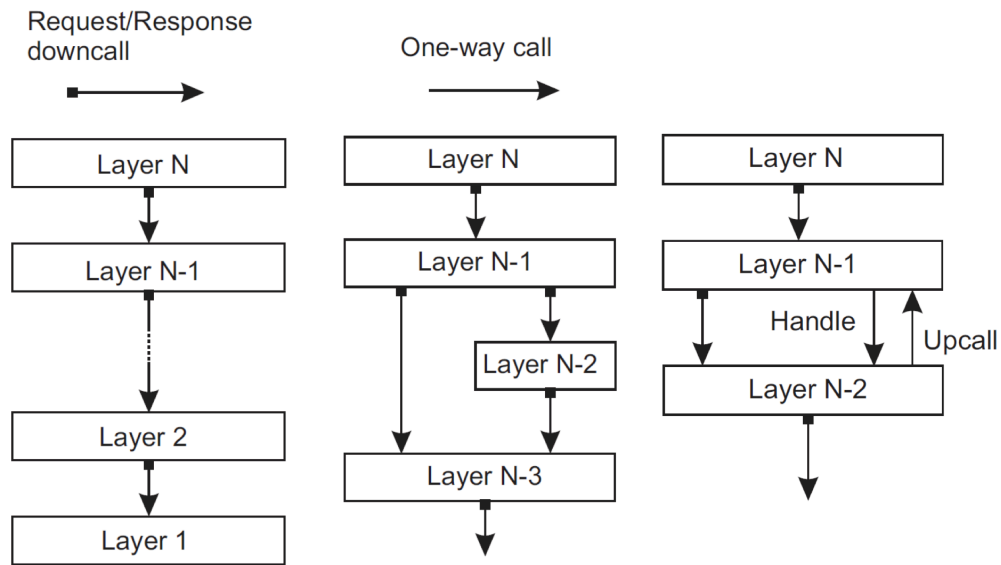 Request/Response
downcall
One-way call
Layer N
Layer N-1
Layer 2
Layer 1
Layer N
Layer N-1
Layer N-2
Layer N-3
Layer N
Layer N-1
Handle
Upcall
Layer N-2